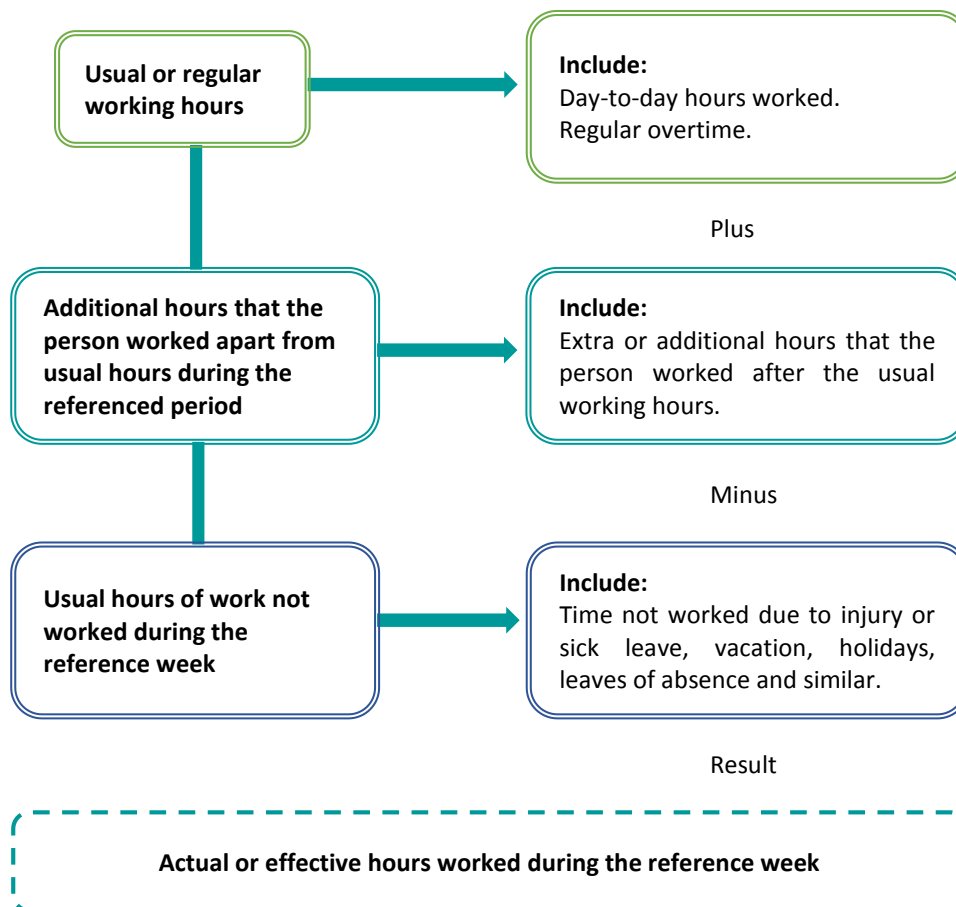 Usual or regular
working hours
Include:
Day-to-day hours worked.
Regular overtime.
Plus
Additional hours that the
person worked apart from
usual hours during the
referenced period
Include:
Extra or additional hours that the
person worked after the usual
working hours.
Minus
Usual hours of work not
worked during the
reference week
Include:
Time not worked due to injury or
sick leave, vacation, holidays,
leaves of absence and similar.
Result
Actual or effective hours worked during the reference week